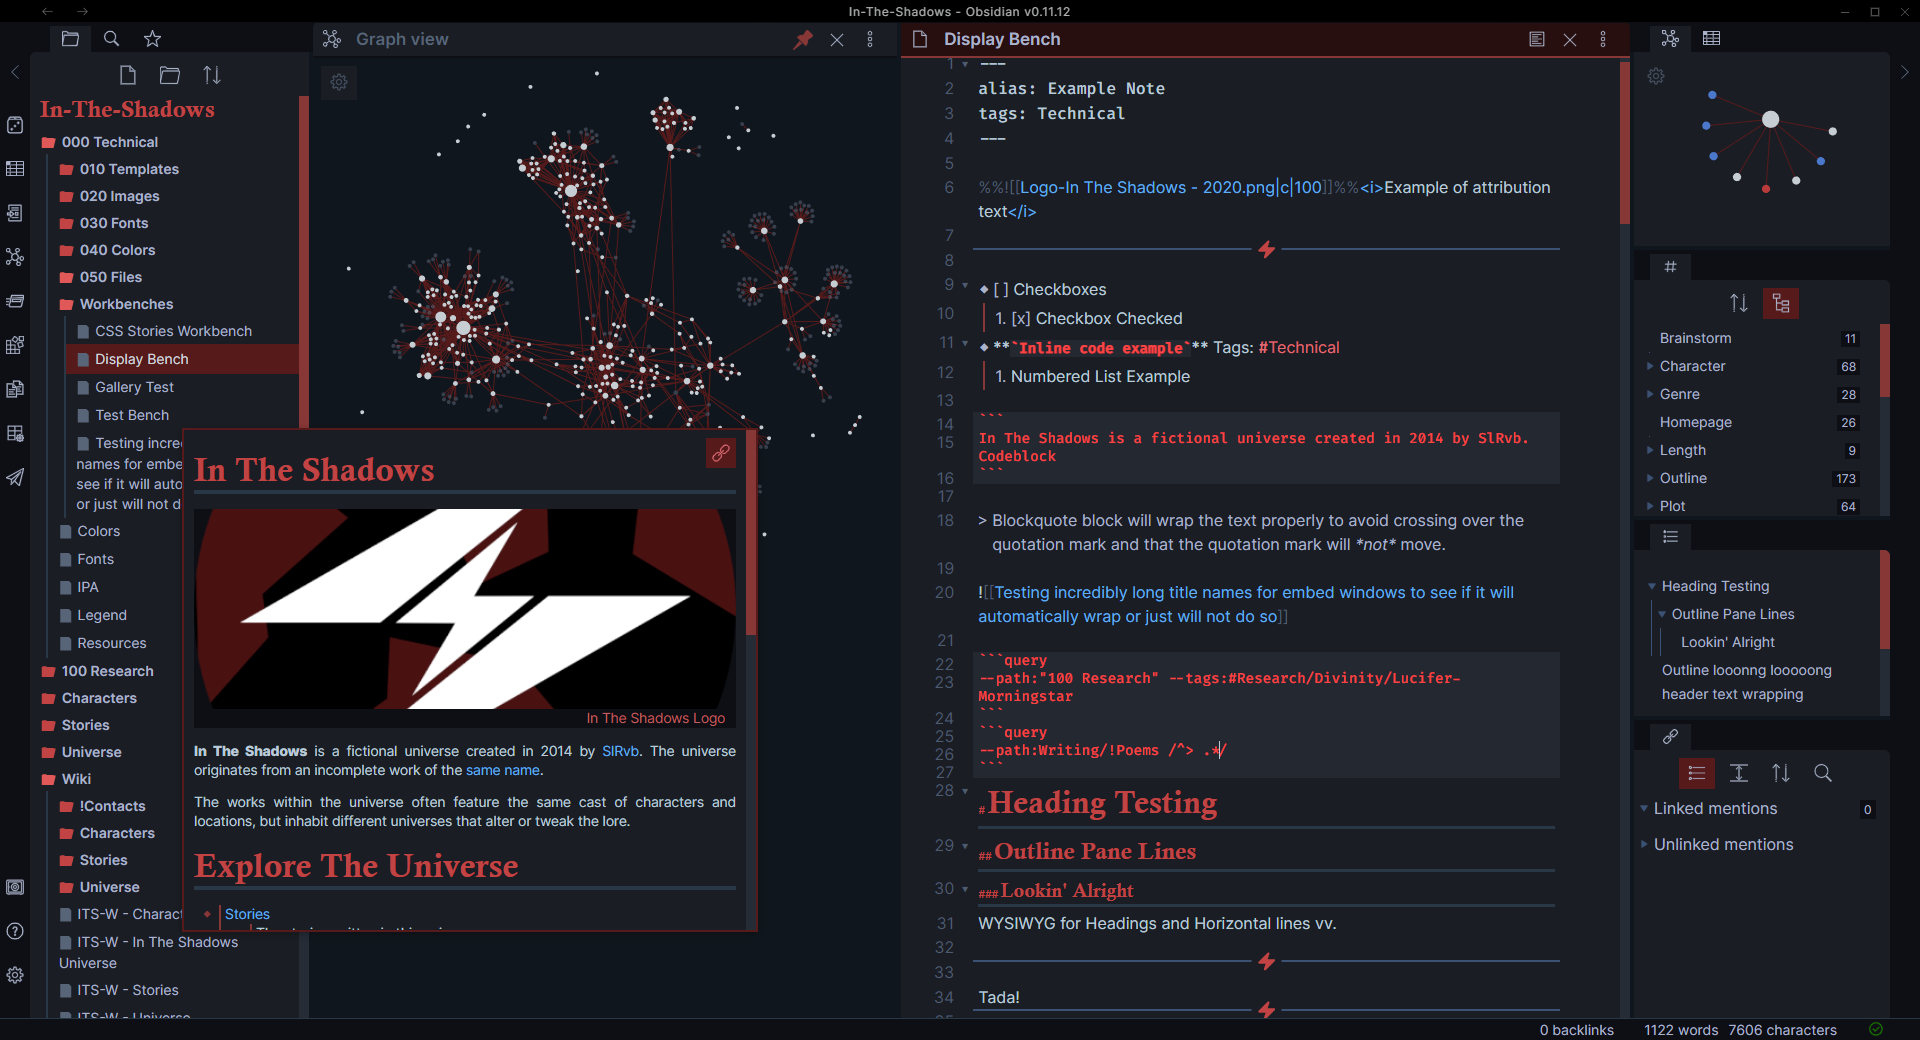 In-The-Shadows - Obsidian v0.11.12
Graph view
Display Bench
In-The-Shadows
000 Technical
010 Templates
020 Images
030 Fonts
040 Colors
050 Files
Workbenches
CSS Stories Workbench
Display Bench
Gallery Test
Test Bench
Testing incre
names for embe
see if it will auto
or just will not d
Colors
Fonts
IPA
Legend
Resources
100 Research
Characters
Stories
Universe
Wiki
!Contacts
Characters
Stories
Universe
ITS-W - Charact
ITS-W - In The Shadows
Universe
ITS-W - Stories
ITS-W - Universe
In The Shadows
In The Shadows Logo
In The Shadows is a fictional universe created in 2014 by SlRvb. The universe
originates from an incomplete work of the same name.
The works within the universe often feature the same cast of characters and
locations, but inhabit different universes that alter or tweak the lore.
Explore The Universe
Stories
1 ---
2 alias: Example Note
3 tags: Technical
4 ---
5
6 %%![[Logo-In The Shadows - 2020.png|c|100]]%%<i>Example of attribution
text</i>
7
8
9 [ ] Checkboxes
10 1. [x] Checkbox Checked
11 **`Inline code example`** Tags: #Technical
12 1. Numbered List Example
13
14 ```
15 In The Shadows is a fictional universe created in 2014 by SlRvb.
Codeblock
16 ```
17
18 > Blockquote block will wrap the text properly to avoid crossing over the
quotation mark and that the quotation mark will *not* move.
19
20 ![[Testing incredibly long title names for embed windows to see if it will
automatically wrap or just will not do so]]
21
22 ```query
23 --path:"100 Research" --tags:#Research/Divinity/Lucifer-
Morningstar
24 ```
25 ```query
26 --path:Writing/!Poems /^> .*/
27 ```
28 #Heading Testing
29 ##Outline Pane Lines
30 ###Lookin' Alright
31 WYSIWYG for Headings and Horizontal lines vv.
32
33
34 Tada!
#
Brainstorm 11
Character 68
Genre 28
Homepage 26
Length 9
Outline 173
Plot 64
Heading Testing
Outline Pane Lines
Lookin' Alright
Outline looonng looooong
header text wrapping
Linked mentions 0
Unlinked mentions
0 backlinks 1122 words 7606 characters